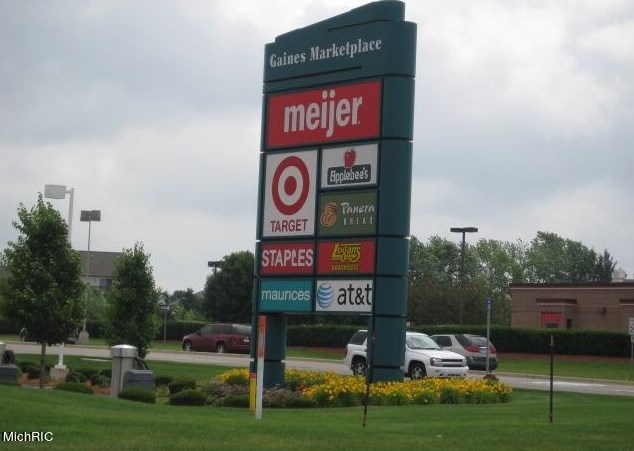 Gaines Marketplace
meijer
TARGET
Applebee's
Panera
BREAD
STAPLES
Logan's
ROADHOUSE
maurices
at&t
MichRIC